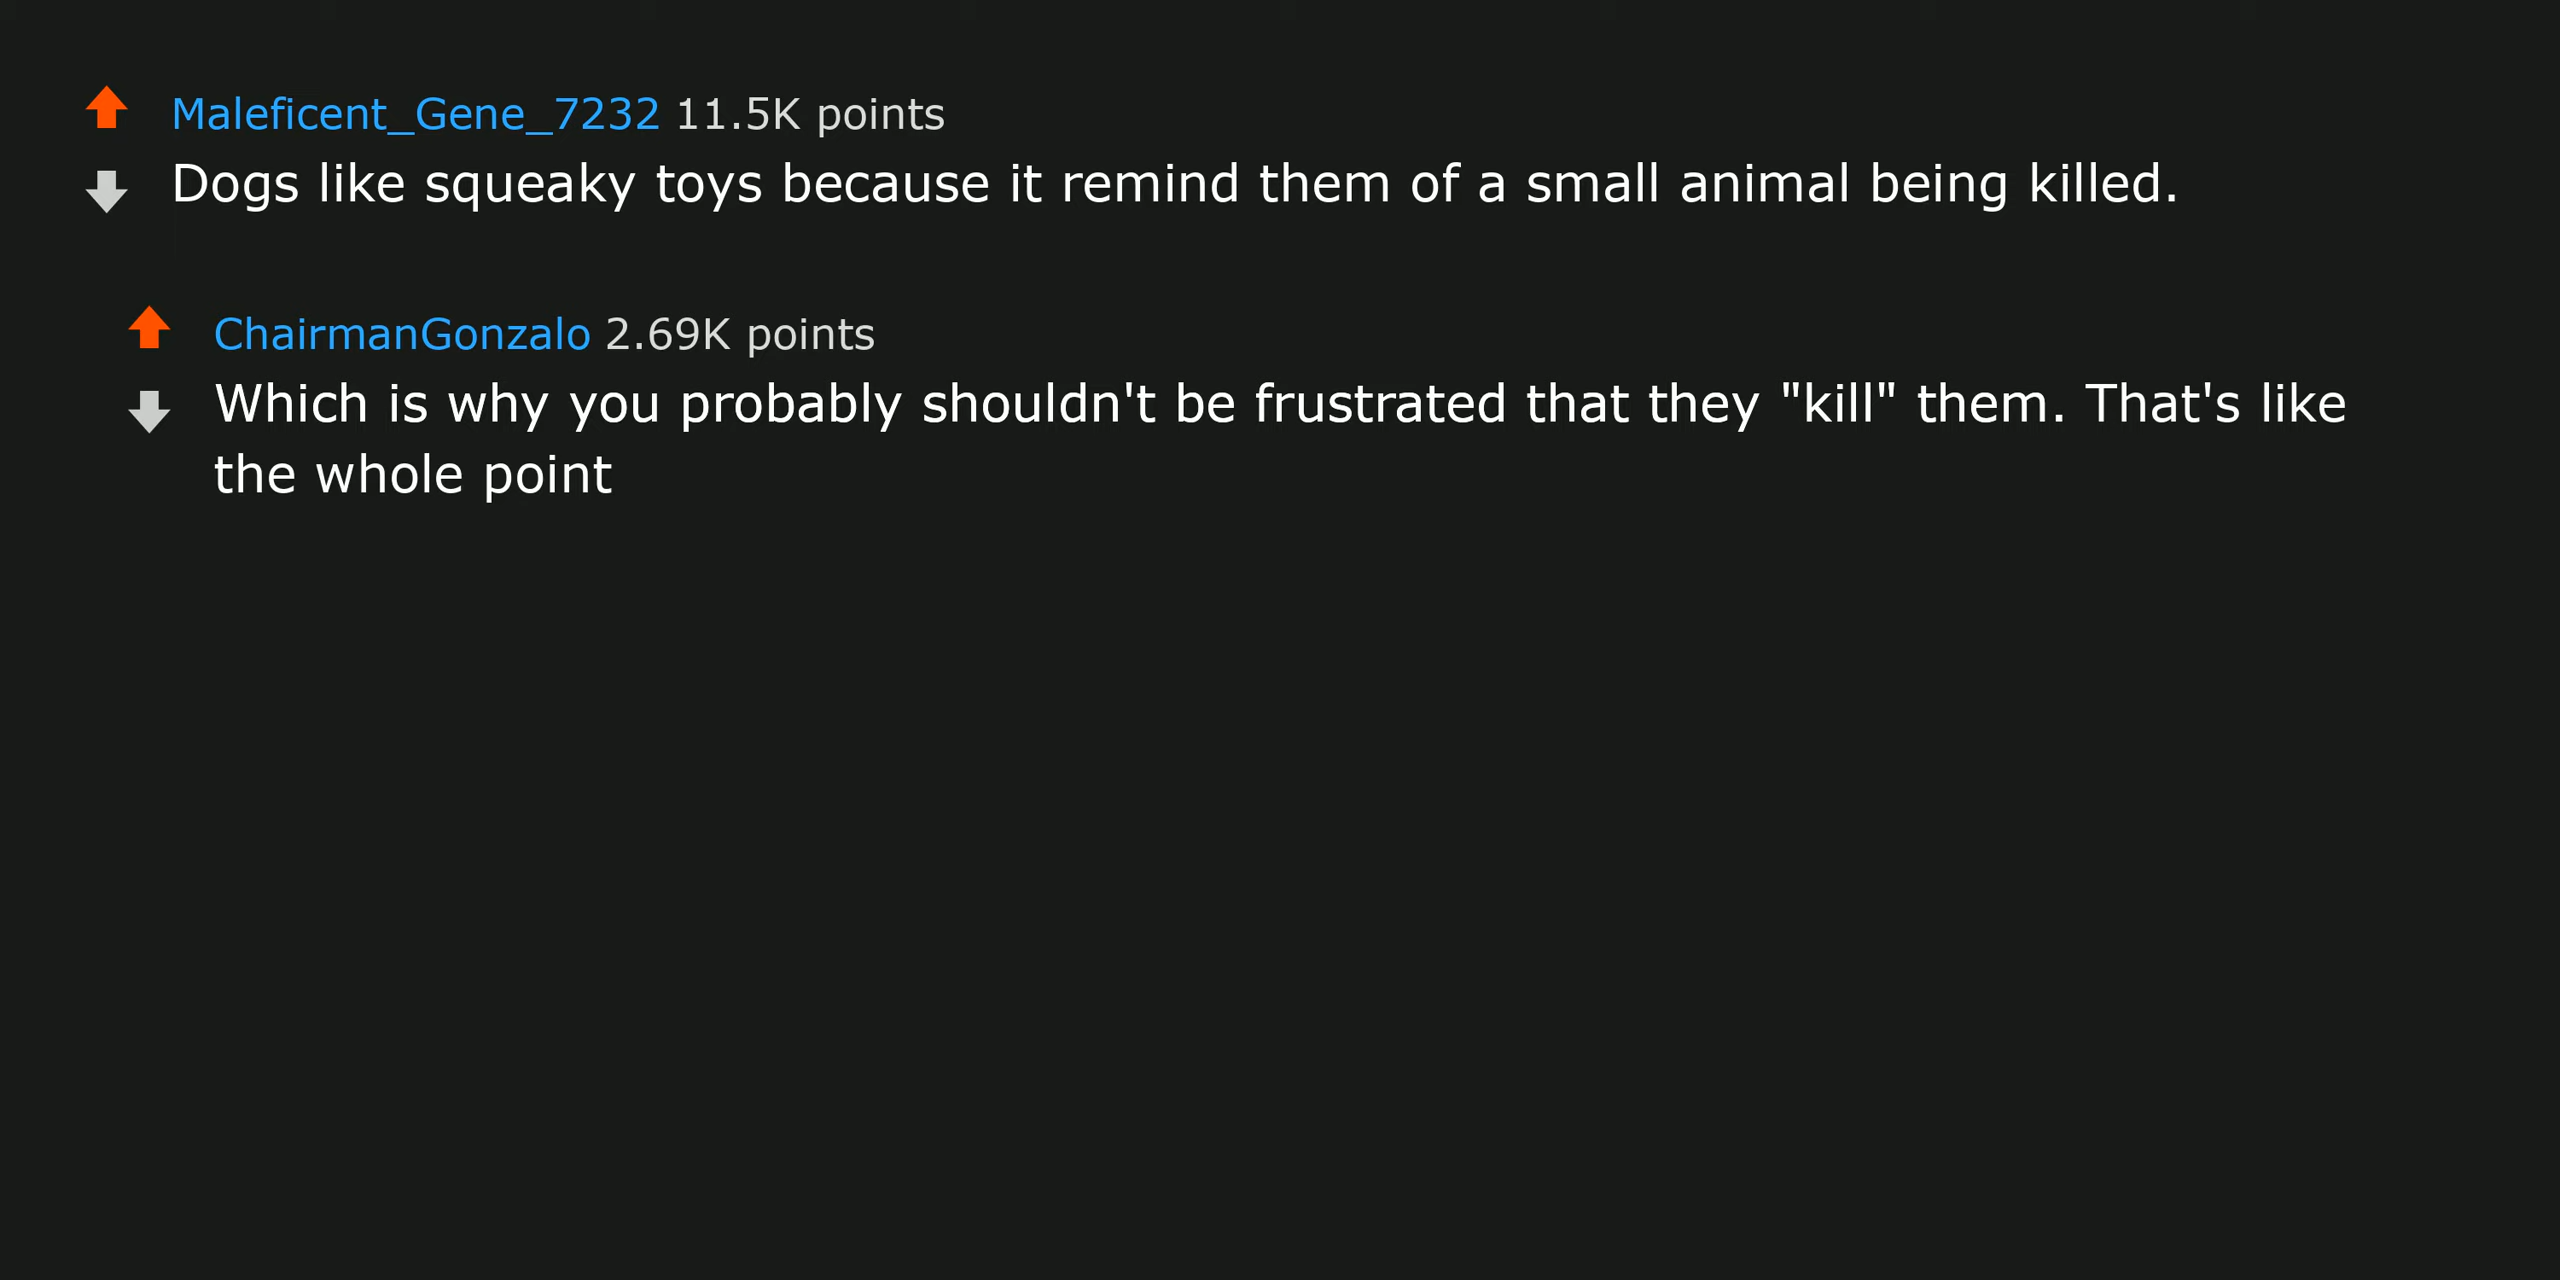 Maleficent_Gene_7232 11.5K points
Dogs like squeaky toys because it remind them of a small animal being killed.
ChairmanGonzalo 2.69K points
Which is why you probably shouldn't be frustrated that they "kill" them. That's like
the whole point